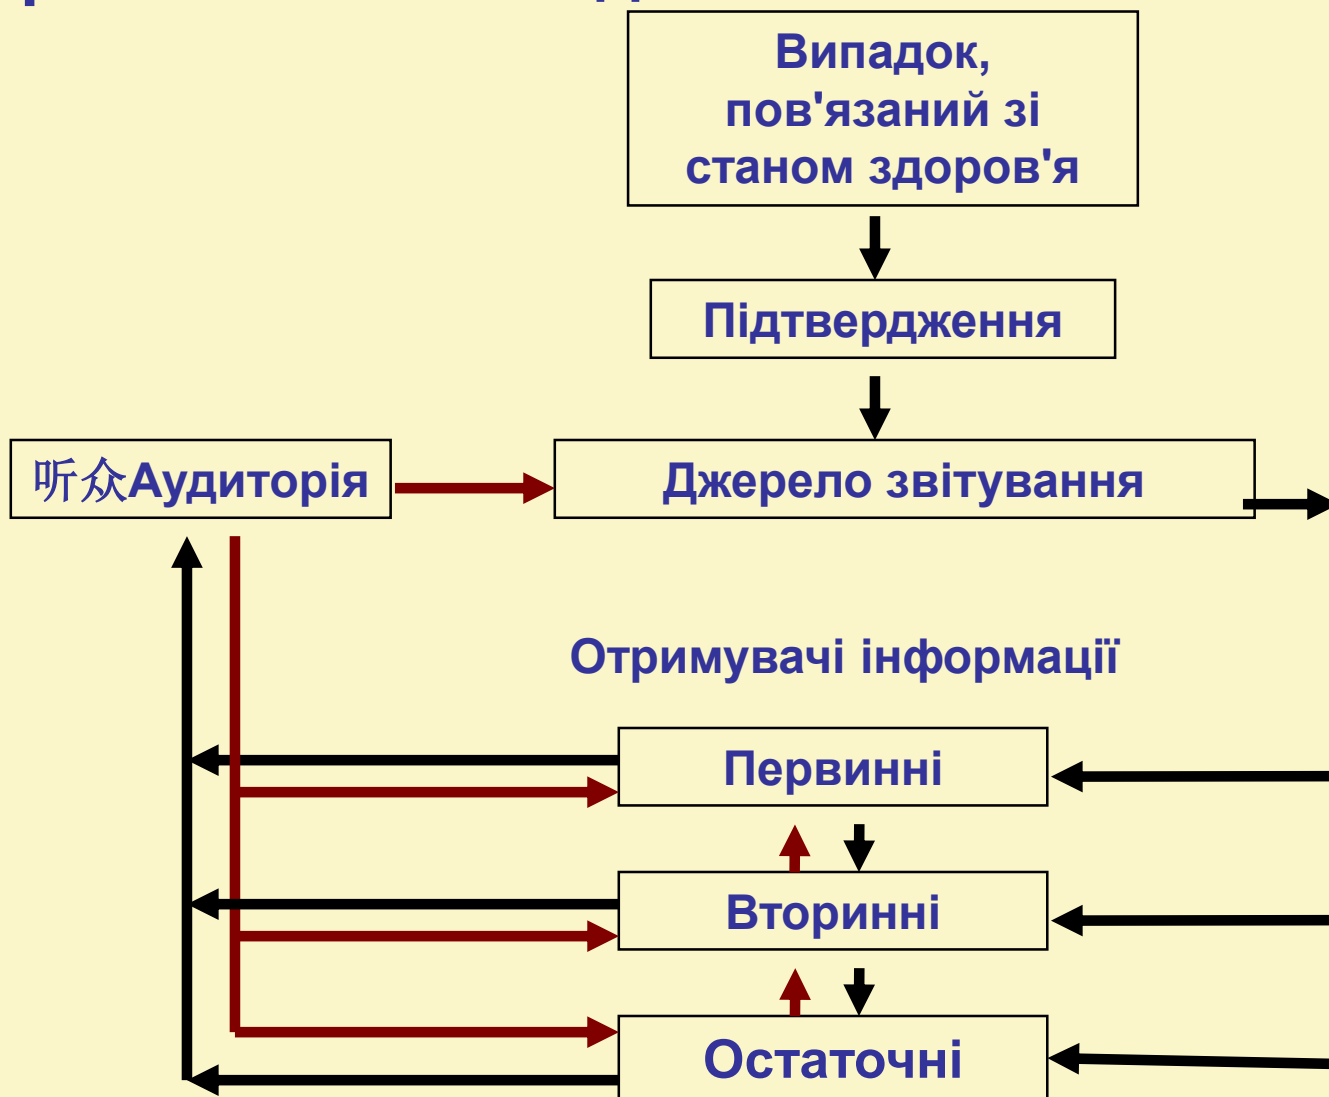 Випадок,
пов'язаний зі
станом здоров'я
Підтвердження
听众Аудиторія
Джерело звітування
Отримувачі інформації
Первинні
Вторинні
Остаточні